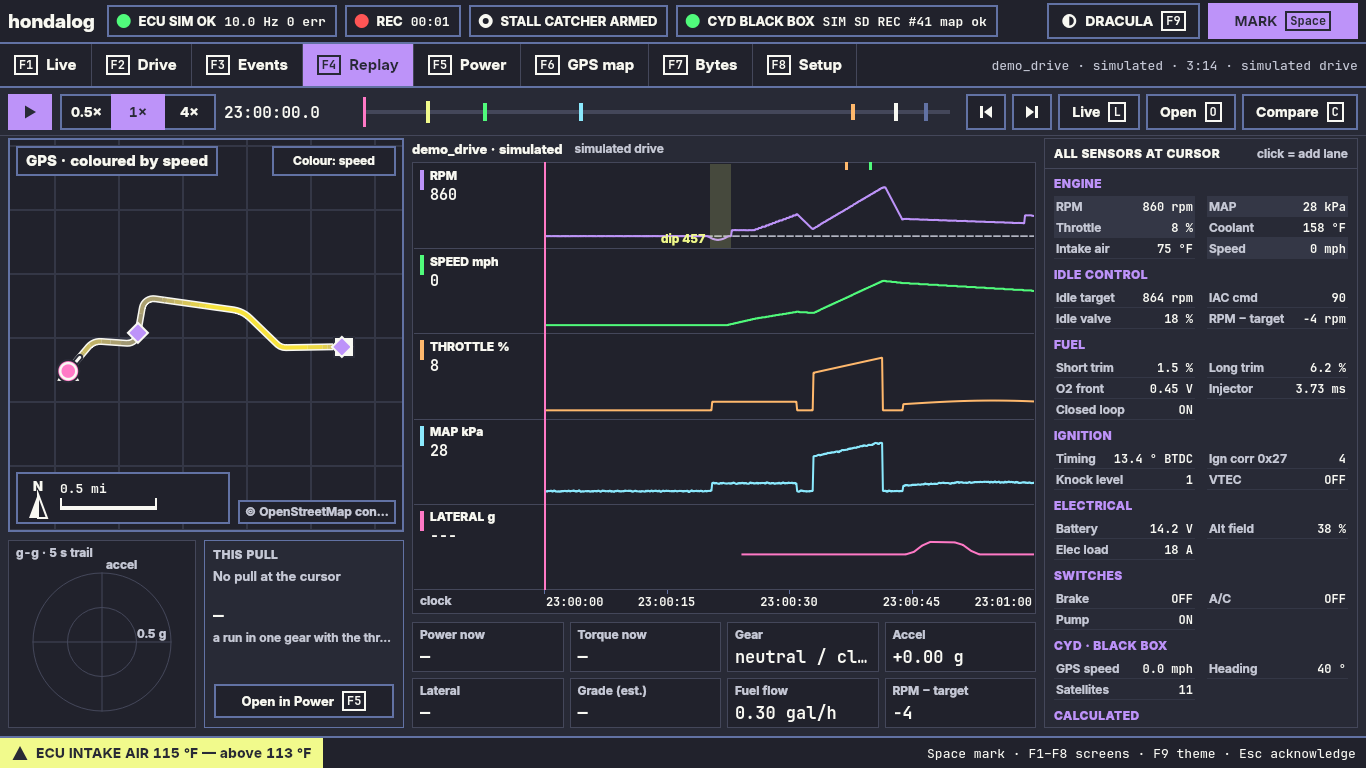 hondalog
ECU SIM OK 10.0 Hz 0 err
REC 00:01
STALL CATCHER ARMED
CYD BLACK BOX SIM SD REC #41 map ok
DRACULA F9
MARK Space
F1 Live
F2 Drive
F3 Events
F4 Replay
F5 Power
F6 GPS map
F7 Bytes
F8 Setup
demo_drive · simulated · 3:14 · simulated drive
0.5× 1× 4× 23:00:00.0
Live L
Open O
Compare C
GPS · coloured by speed
Colour: speed
N
0.5 mi
© OpenStreetMap con…
g-g · 5 s trail
accel
0.5 g
THIS PULL
No pull at the cursor
—
a run in one gear with the thr…
Open in Power F5
demo_drive · simulated simulated drive
RPM
860
dip 457
SPEED mph
0
THROTTLE %
8
MAP kPa
28
LATERAL g
---
clock 23:00:00 23:00:15 23:00:30 23:00:45 23:01:00
Power now
—
Torque now
—
Gear
neutral / cl…
Accel
+0.00 g
Lateral
—
Grade (est.)
—
Fuel flow
0.30 gal/h
RPM − target
-4
ALL SENSORS AT CURSOR click = add lane
ENGINE
RPM 860 rpm MAP 28 kPa
Throttle 8 % Coolant 158 °F
Intake air 75 °F Speed 0 mph
IDLE CONTROL
Idle target 864 rpm IAC cmd 90
Idle valve 18 % RPM − target -4 rpm
FUEL
Short trim 1.5 % Long trim 6.2 %
O2 front 0.45 V Injector 3.73 ms
Closed loop ON
IGNITION
Timing 13.4 ° BTDC Ign corr 0x27 4
Knock level 1 VTEC OFF
ELECTRICAL
Battery 14.2 V Alt field 38 %
Elec load 18 A
SWITCHES
Brake OFF A/C OFF
Pump ON
CYD · BLACK BOX
GPS speed 0.0 mph Heading 40 °
Satellites 11
CALCULATED
ECU INTAKE AIR 115 °F — above 113 °F
Space mark · F1–F8 screens · F9 theme · Esc acknowledge